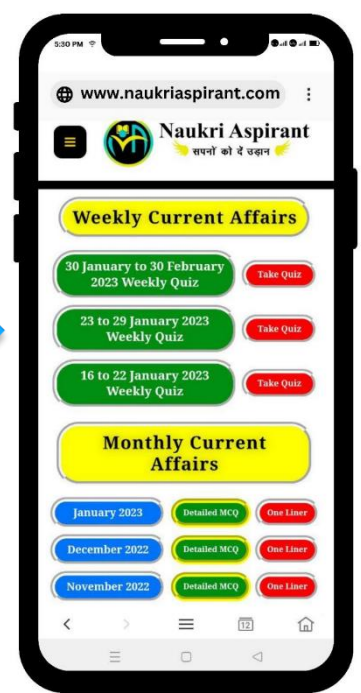 5:30 PM
www.naukriaspirant.com
Naukri Aspirant
सपनों को दें उड़ान
Weekly Current Affairs
30 January to 30 February
2023 Weekly Quiz
Take Quiz
23 to 29 January 2023
Weekly Quiz
Take Quiz
16 to 22 January 2023
Weekly Quiz
Take Quiz
Monthly Current
Affairs
January 2023
Detailed MCQ
One Liner
December 2022
Detailed MCQ
One Liner
November 2022
Detailed MCQ
One Liner
12